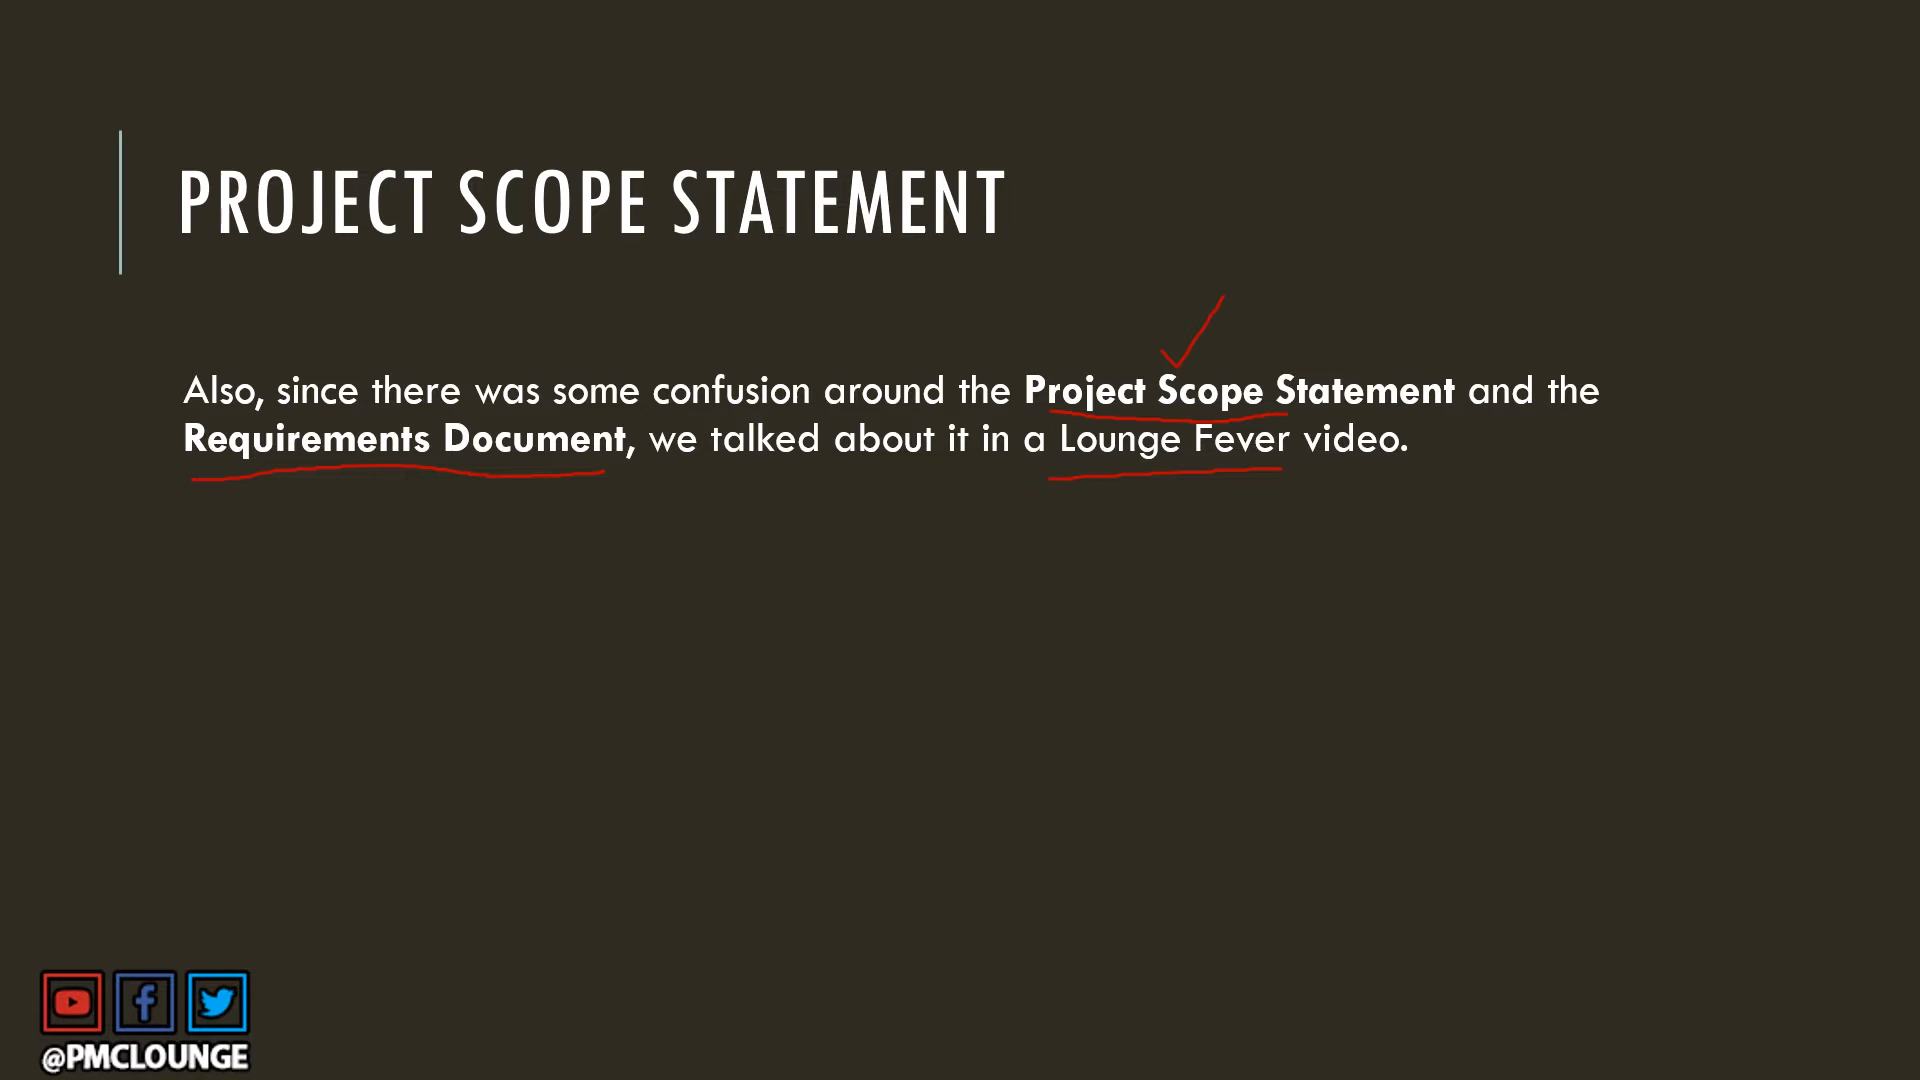 PROJECT SCOPE STATEMENT
Also, since there was some confusion around the Project Scope Statement and the
Requirements Document, we talked about it in a Lounge Fever video.
@PMCLOUNGE